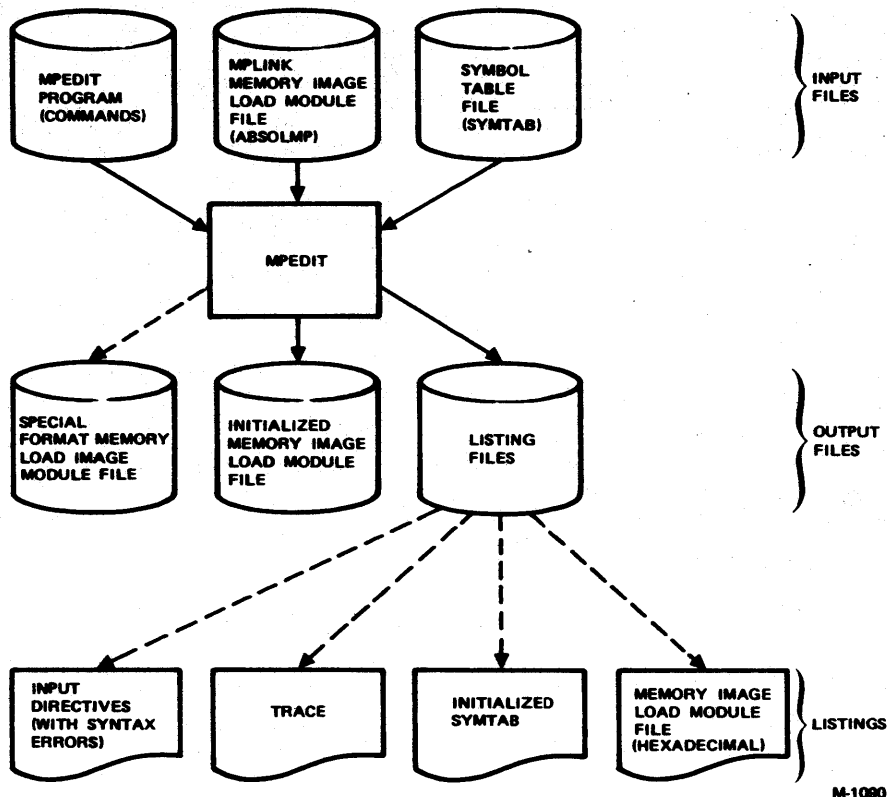 MPEDIT
PROGRAM
(COMMANDS)
MPLINK
MEMORY IMAGE
LOAD MODULE
FILE
(ABSOLMP)
SYMBOL
TABLE
FILE
(SYMTAB)
INPUT
FILES
MPEDIT
SPECIAL
FORMAT MEMORY
LOAD IMAGE
MODULE FILE
INITIALIZED
MEMORY IMAGE
LOAD MODULE
FILE
LISTING
FILES
OUTPUT
FILES
INPUT
DIRECTIVES
(WITH SYNTAX
ERRORS)
TRACE
INITIALIZED
SYMTAB
MEMORY IMAGE
LOAD MODULE
FILE
(HEXADECIMAL)
LISTINGS
M-1090